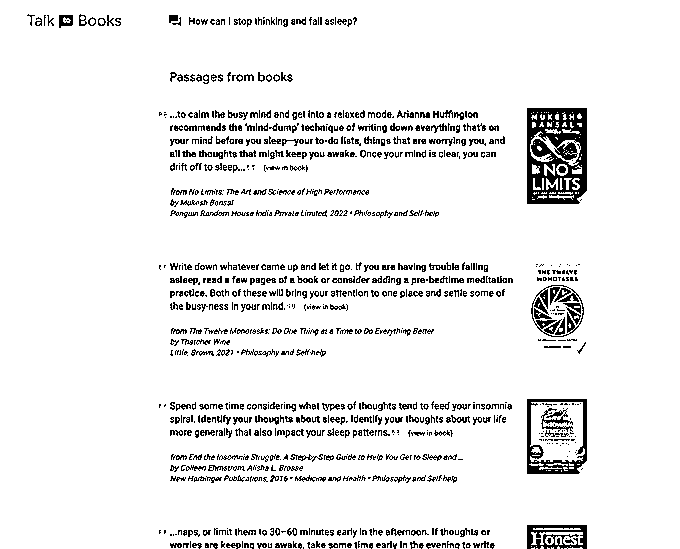 Talk to Books
How can I stop thinking and fall asleep?
Passages from books
...to calm the busy mind and get into a relaxed mode. Arianna Huffington
recommends the 'mind-dump' technique of writing down everything that's on
your mind before you sleep—your to-do lists, things that are worrying you, and
all the thoughts that might keep you awake. Once your mind is clear, you can
drift off to sleep... (view in book)
from No Limits: The Art and Science of High Performance
by Mukesh Bansal
Penguin Random House India Private Limited, 2022 • Philosophy and Self-help
MUKESH
BANSAL
NO
LIMITS
Write down whatever came up and let it go. If you are having trouble falling
asleep, read a few pages of a book or consider adding a pre-bedtime meditation
practice. Both of these will bring your attention to one place and settle some of
the busy-ness in your mind. (view in book)
from The Twelve Monotasks: Do One Thing at a Time to Do Everything Better
by Thatcher Wine
Little, Brown, 2021 • Philosophy and Self-help
THE TWELVE
MONOTASKS
Spend some time considering what types of thoughts tend to feed your insomnia
spiral. Identify your thoughts about sleep. Identify your thoughts about your life
more generally that also impact your sleep patterns. (view in book)
from End the Insomnia Struggle: A Step-by-Step Guide to Help You Get to Sleep and ...
by Colleen Ehrnstrom, Alisha L. Brosse
New Harbinger Publications, 2016 • Medicine and Health • Philosophy and Self-help
...naps, or limit them to 30–60 minutes early in the afternoon. If thoughts or
worries are keeping you awake, take some time early in the evening to write
Honest